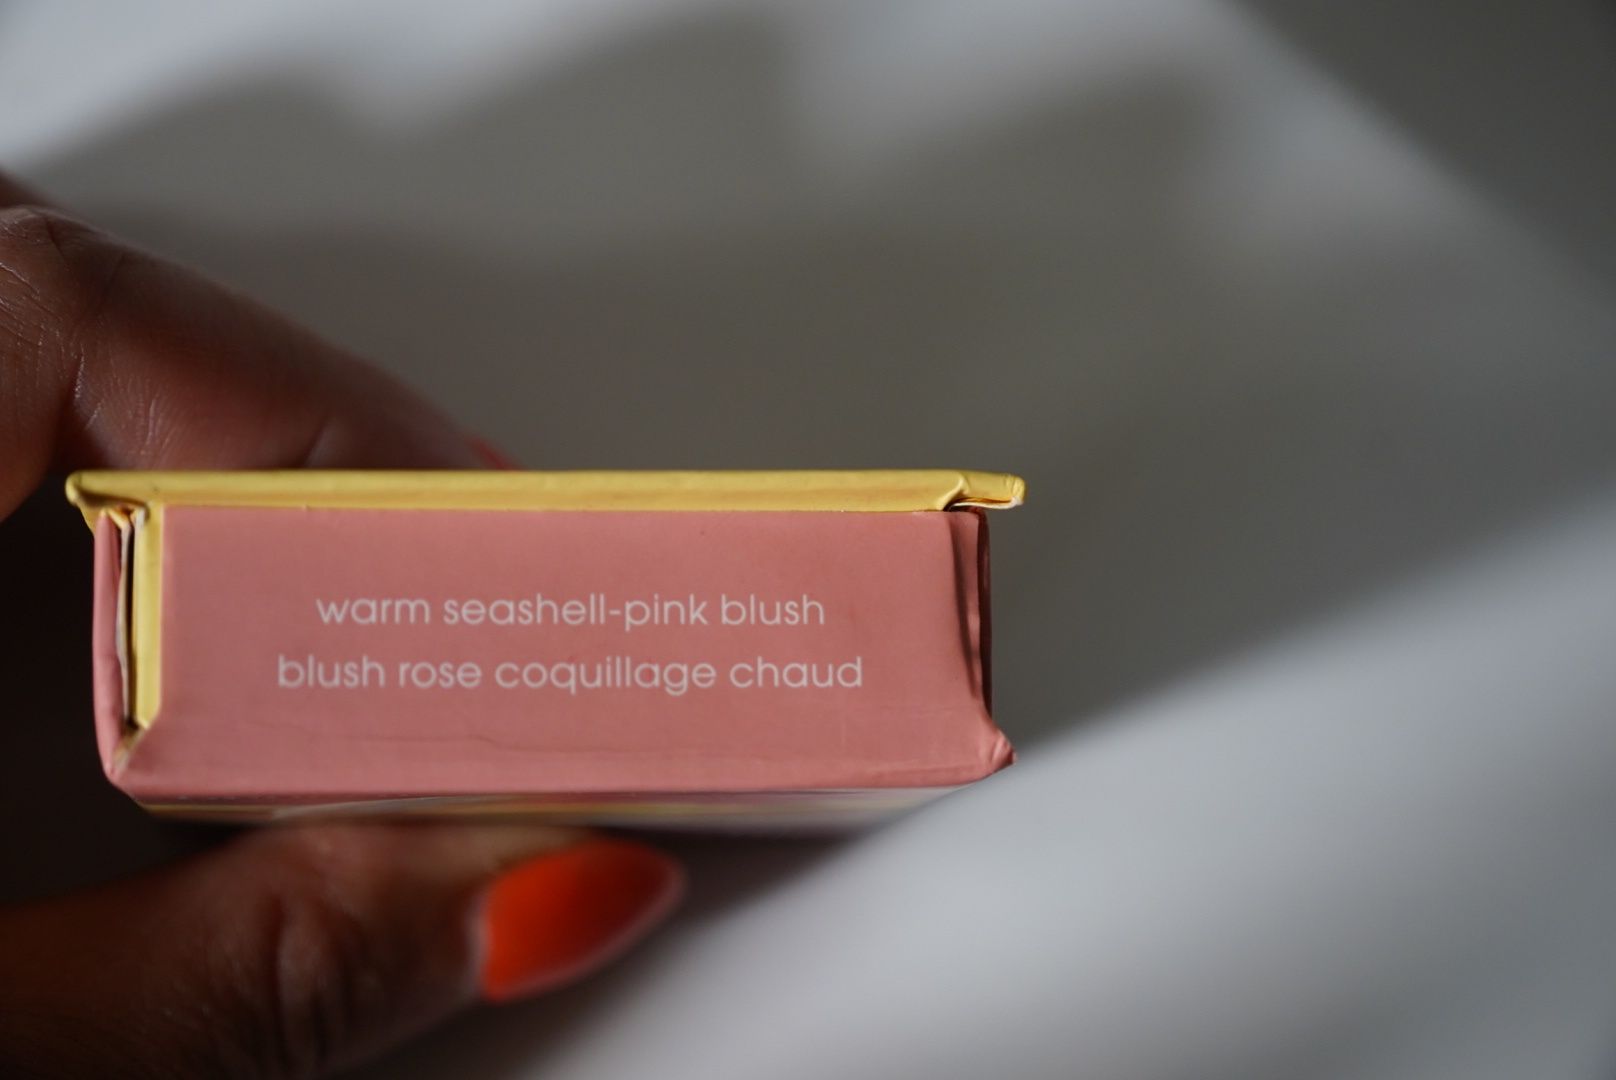 warm seashell-pink blush
blush rose coquillage chaud